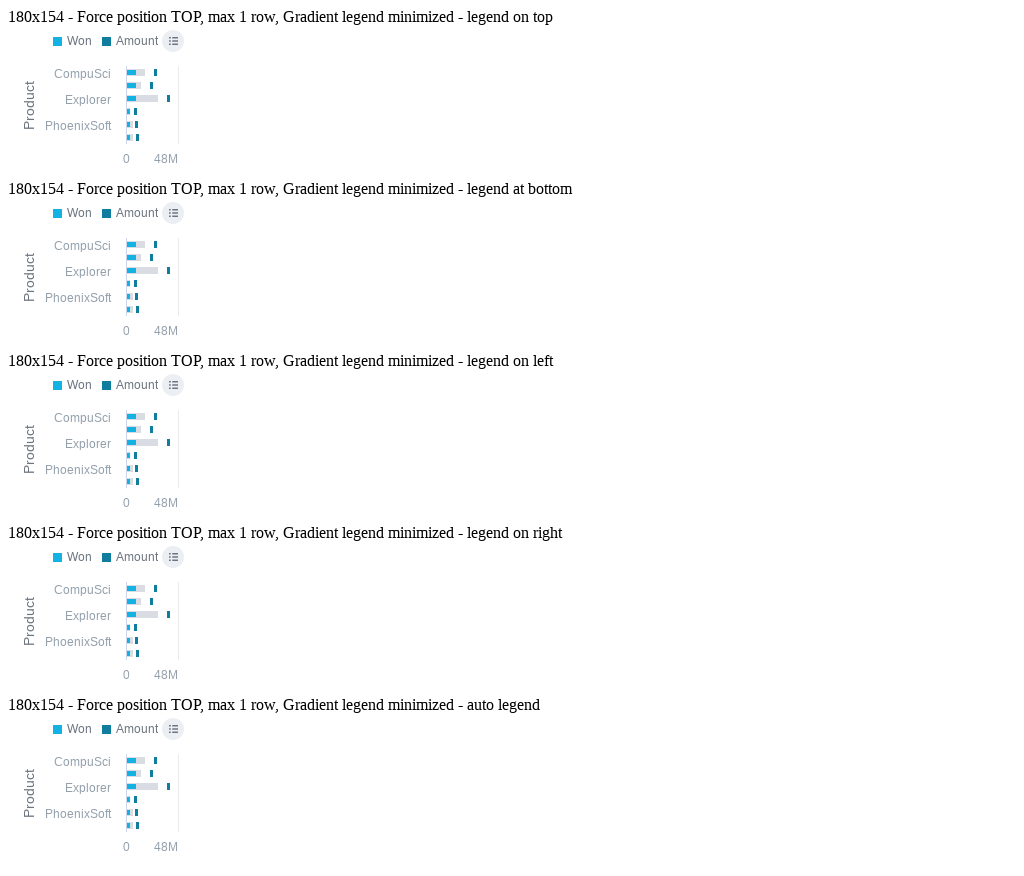 180x154 - Force position TOP, max 1 row, Gradient legend minimized - legend on top
Won Amount
CompuSci
Explorer
PhoenixSoft
Product
0 48M
180x154 - Force position TOP, max 1 row, Gradient legend minimized - legend at bottom
Won Amount
CompuSci
Explorer
PhoenixSoft
Product
0 48M
180x154 - Force position TOP, max 1 row, Gradient legend minimized - legend on left
Won Amount
CompuSci
Explorer
PhoenixSoft
Product
0 48M
180x154 - Force position TOP, max 1 row, Gradient legend minimized - legend on right
Won Amount
CompuSci
Explorer
PhoenixSoft
Product
0 48M
180x154 - Force position TOP, max 1 row, Gradient legend minimized - auto legend
Won Amount
CompuSci
Explorer
PhoenixSoft
Product
0 48M